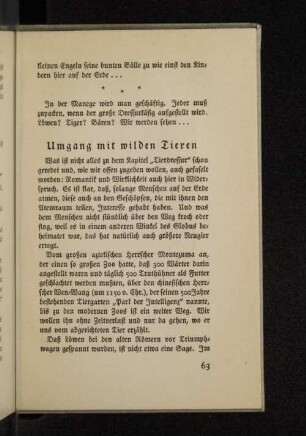 kleinen Engeln seine bunten Bälle zu wie einst den Kin-
dern hier auf der Erde ...
* * *
In der Manege wird man geschäftig. Jeder muß
zupacken, wenn der große Dressurkäfig aufgestellt wird.
Löwen? Tiger? Bären? Wir werden sehen ...
Umgang mit wilden Tieren
Was ist nicht alles zu dem Kapitel „Tierdressur“ schon
geredet und, wie wir offen zugeben wollen, auch gefaselt
worden: Romantik und Wirklichkeit auch hier in Wider-
spruch. Es ist klar, daß, solange Menschen auf der Erde
atmen, diese auch an den Geschöpfen, die mit ihnen den
Atemraum teilen, Interesse gehabt haben. Und was
dem Menschen nicht stündlich über den Weg kroch oder
flog, weil es in einem anderen Winkel des Globus be-
heimatet war, das hat natürlich auch größere Neugier
erregt.
Vom großen aztekischen Herrscher Montezuma an,
der einen so großen Zoo hatte, daß 300 Wärter darin
angestellt waren und täglich 500 Truthühner als Futter
geschlachtet werden mußten, über den chinesischen Herr-
scher Wen-Wang (um 1150 v. Chr.), der seinen 300 Jahre
bestehenden Tiergarten „Park der Intelligenz“ nannte,
bis zu den modernen Zoos ist ein weiter Weg. Wir
wollen ihn ohne Zeitverlust und nur da gehen, wo er
uns vom abgerichteten Tier erzählt.
Daß Löwen bei den alten Römern vor Triumph-
wagen gespannt wurden, ist nicht etwa eine Sage. Im
63